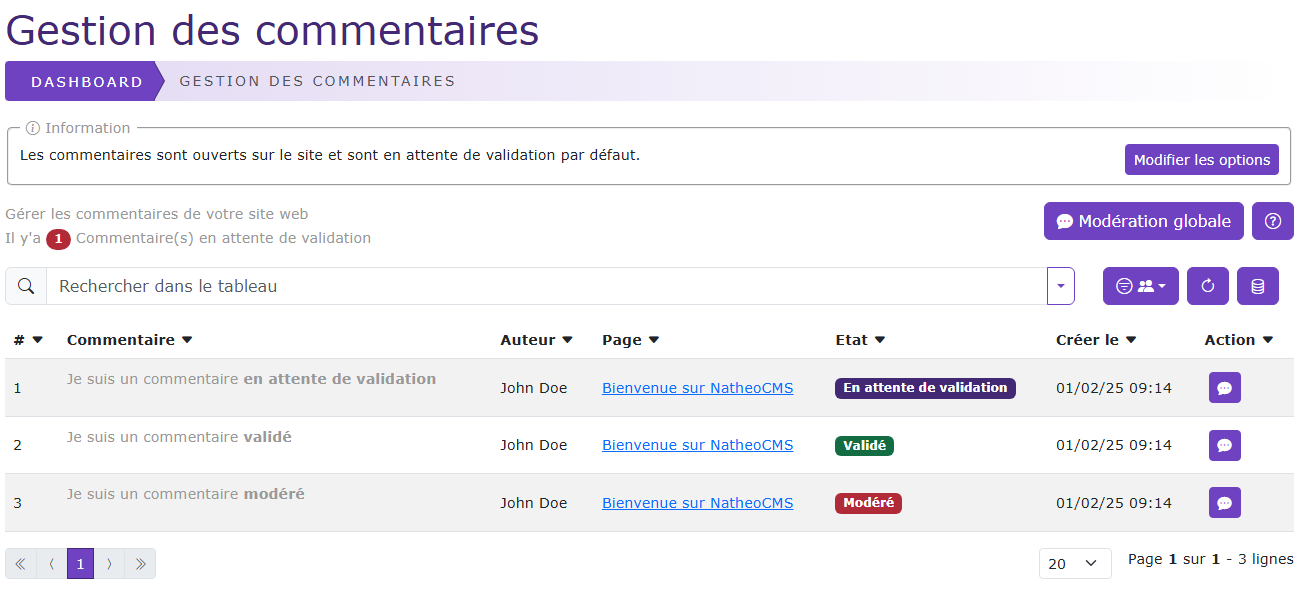 Gestion des commentaires
DASHBOARD GESTION DES COMMENTAIRES
Information
Les commentaires sont ouverts sur le site et sont en attente de validation par défaut.
Modifier les options
Gérer les commentaires de votre site web
Il y'a 1 Commentaire(s) en attente de validation
Modération globale
Rechercher dans le tableau
# Commentaire Auteur Page Etat Créer le Action
1 Je suis un commentaire en attente de validation John Doe Bienvenue sur NatheoCMS En attente de validation 01/02/25 09:14
2 Je suis un commentaire validé John Doe Bienvenue sur NatheoCMS Validé 01/02/25 09:14
3 Je suis un commentaire modéré John Doe Bienvenue sur NatheoCMS Modéré 01/02/25 09:14
« ‹ 1 › » 20 Page 1 sur 1 - 3 lignes